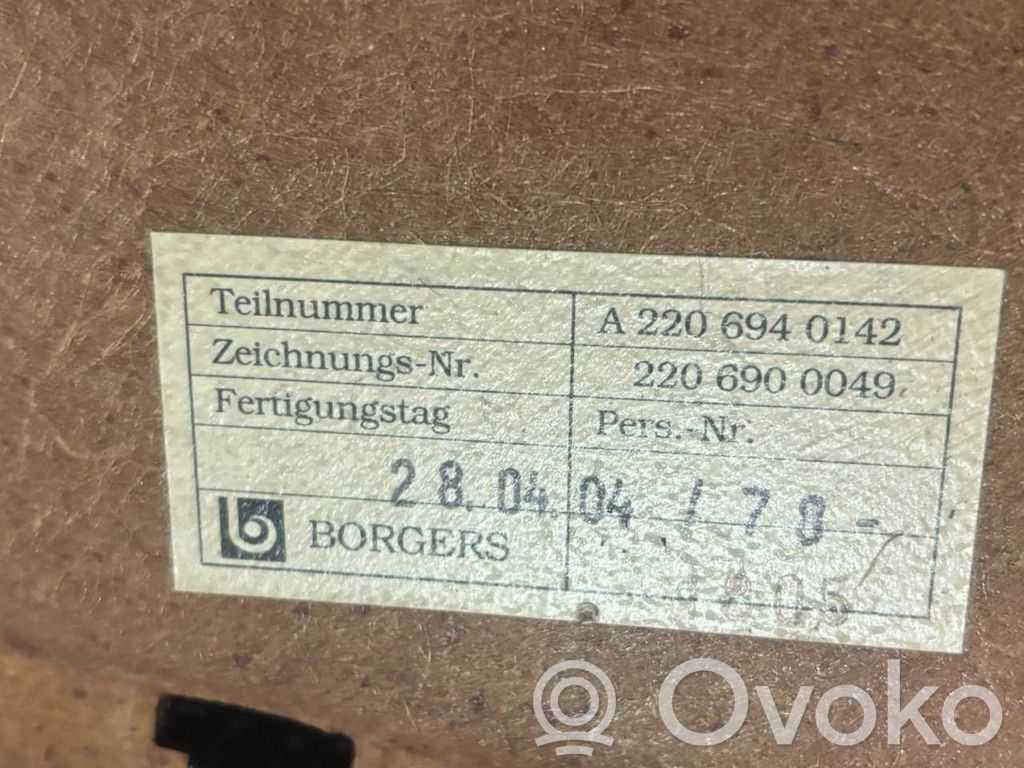 Teilnummer A 220 694 0142
Zeichnungs-Nr. 220 690 0049
Fertigungstag Pers.-Nr.
28.04.04 / 70-
b BORGERS
Ovoko